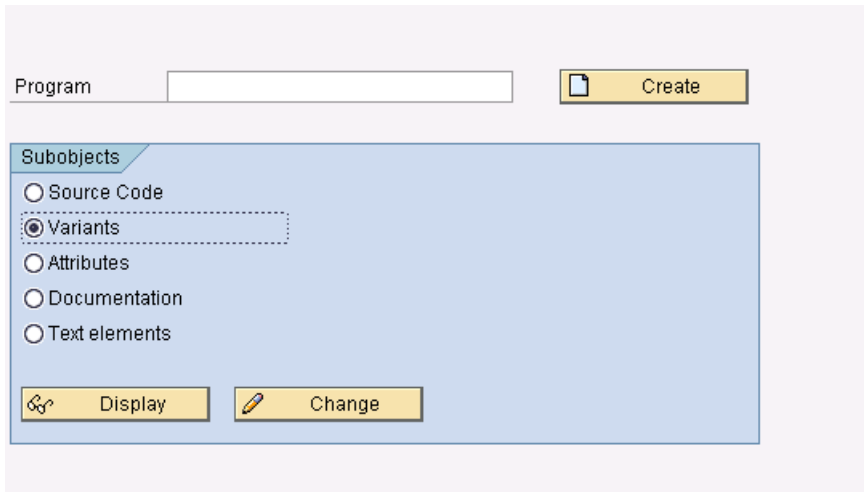 Program
Create
Subobjects
Source Code
Variants
Attributes
Documentation
Text elements
Display
Change